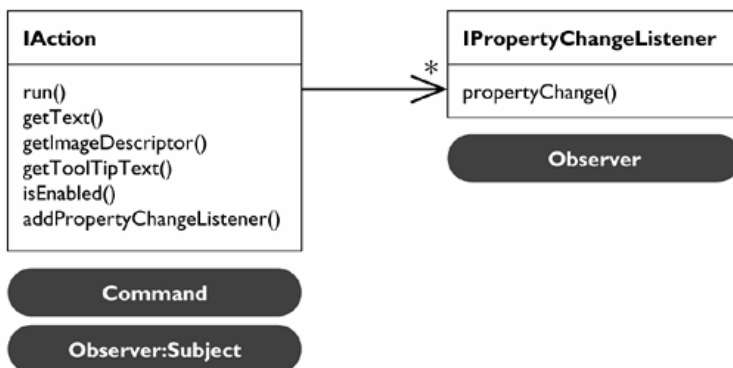 IAction
run()
getText()
getImageDescriptor()
getToolTipText()
isEnabled()
addPropertyChangeListener()
Command
Observer:Subject
*
IPropertyChangeListener
propertyChange()
Observer